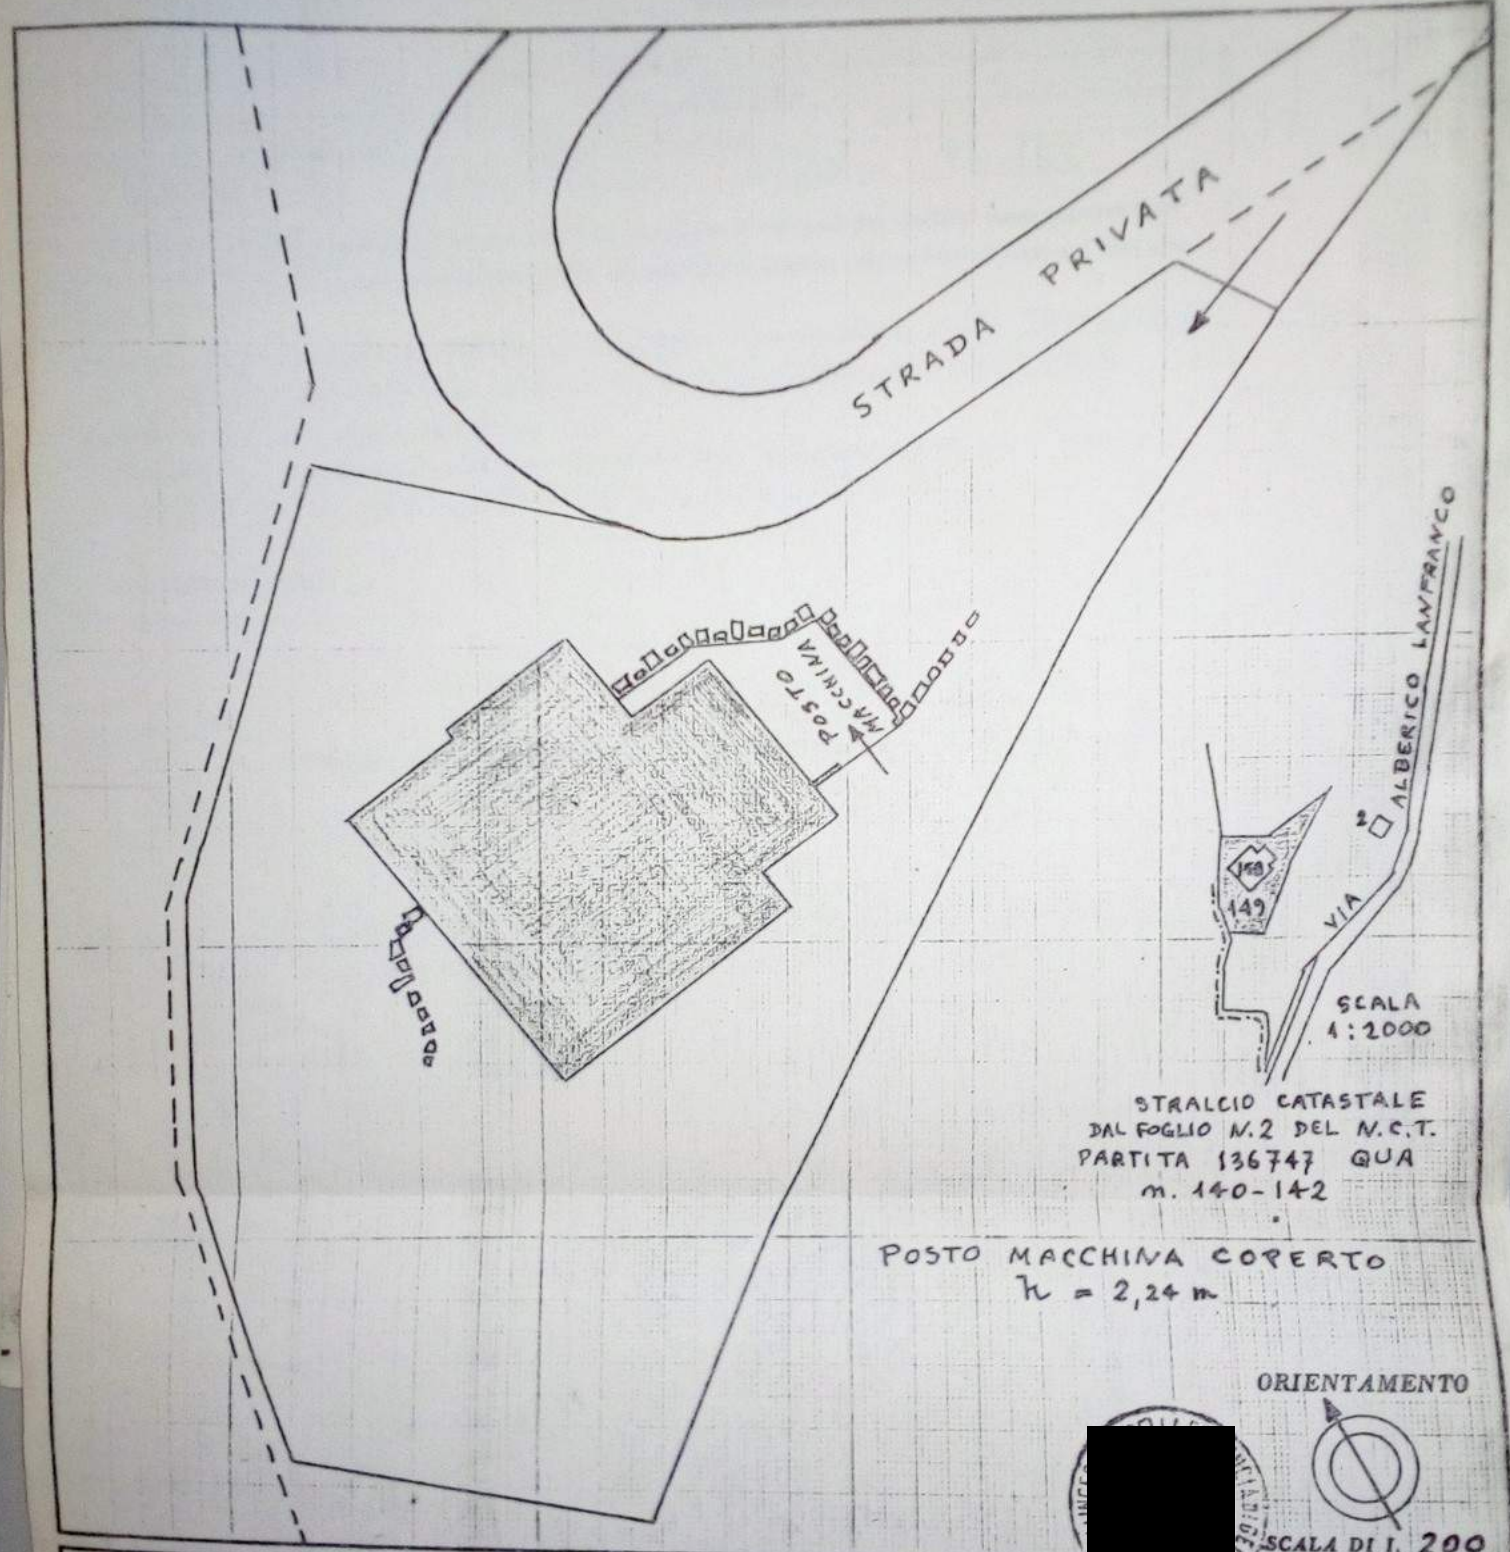 STRADA PRIVATA
POSTO
MACCHINA
ALBERICO LANFRANCO
VIA
2
149
SCALA
1:2000
STRALCIO CATASTALE
DAL FOGLIO N.2 DEL N.C.T.
PARTITA 136747 QUA
m. 140-142
POSTO MACCHINA COPERTO
h = 2,24 m
ORIENTAMENTO
SCALA DI 1. 200